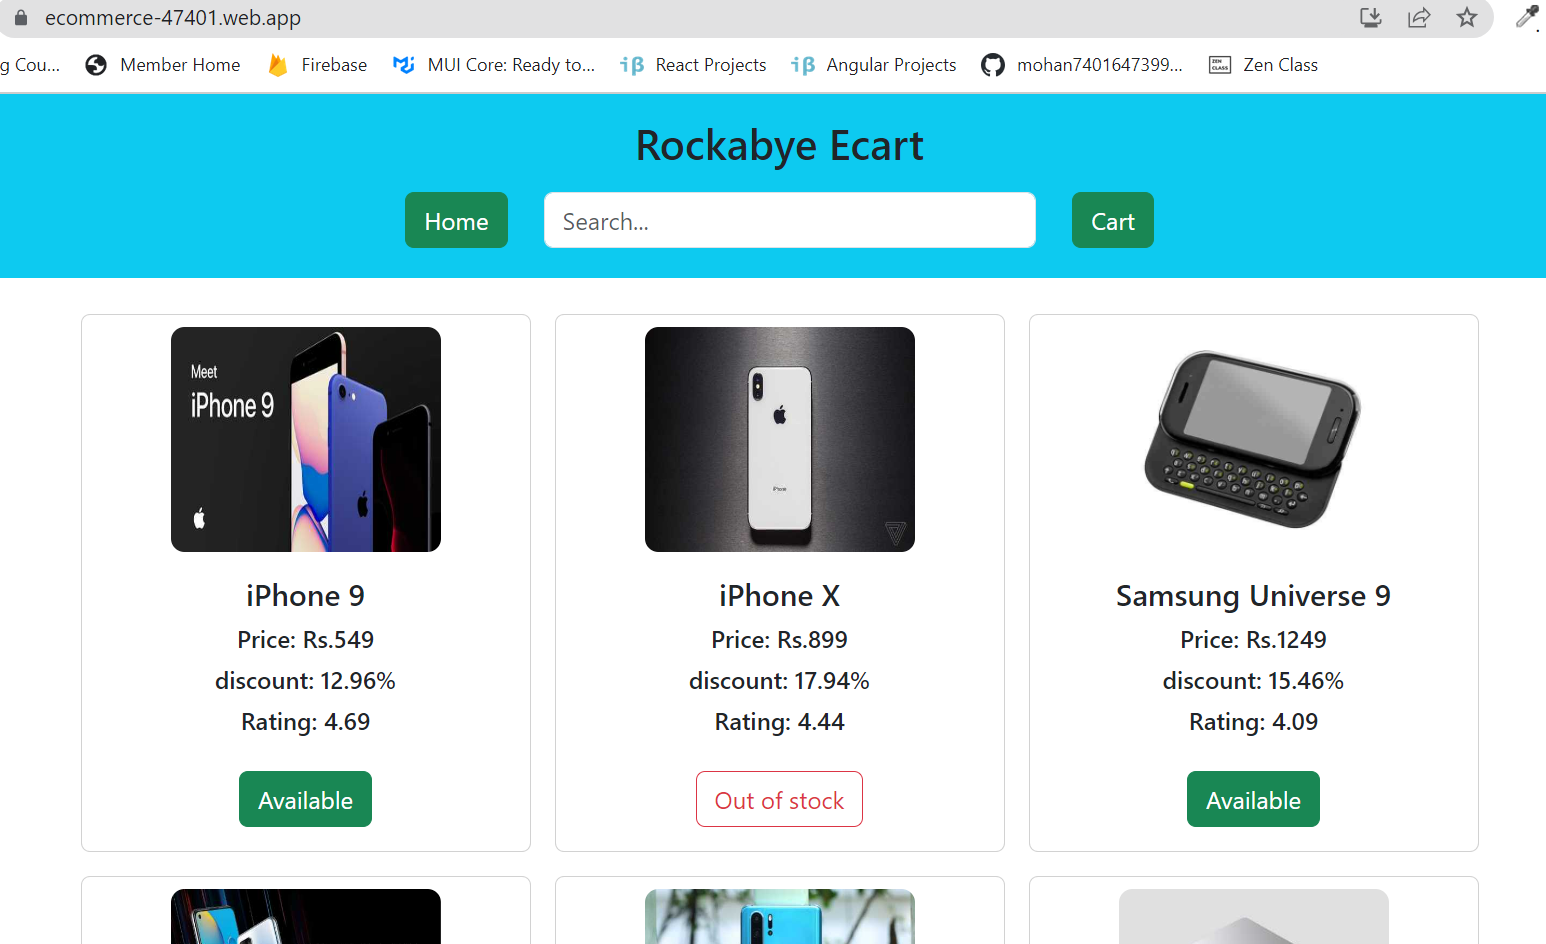 ecommerce-47401.web.app
g Cou... Member Home Firebase MUI Core: Ready to... React Projects Angular Projects mohan7401647399... Zen Class
Rockabye Ecart
Home Search... Cart
Meet
iPhone 9
iPhone
iPhone 9 iPhone X Samsung Universe 9
Price: Rs.549 Price: Rs.899 Price: Rs.1249
discount: 12.96% discount: 17.94% discount: 15.46%
Rating: 4.69 Rating: 4.44 Rating: 4.09
Available Out of stock Available